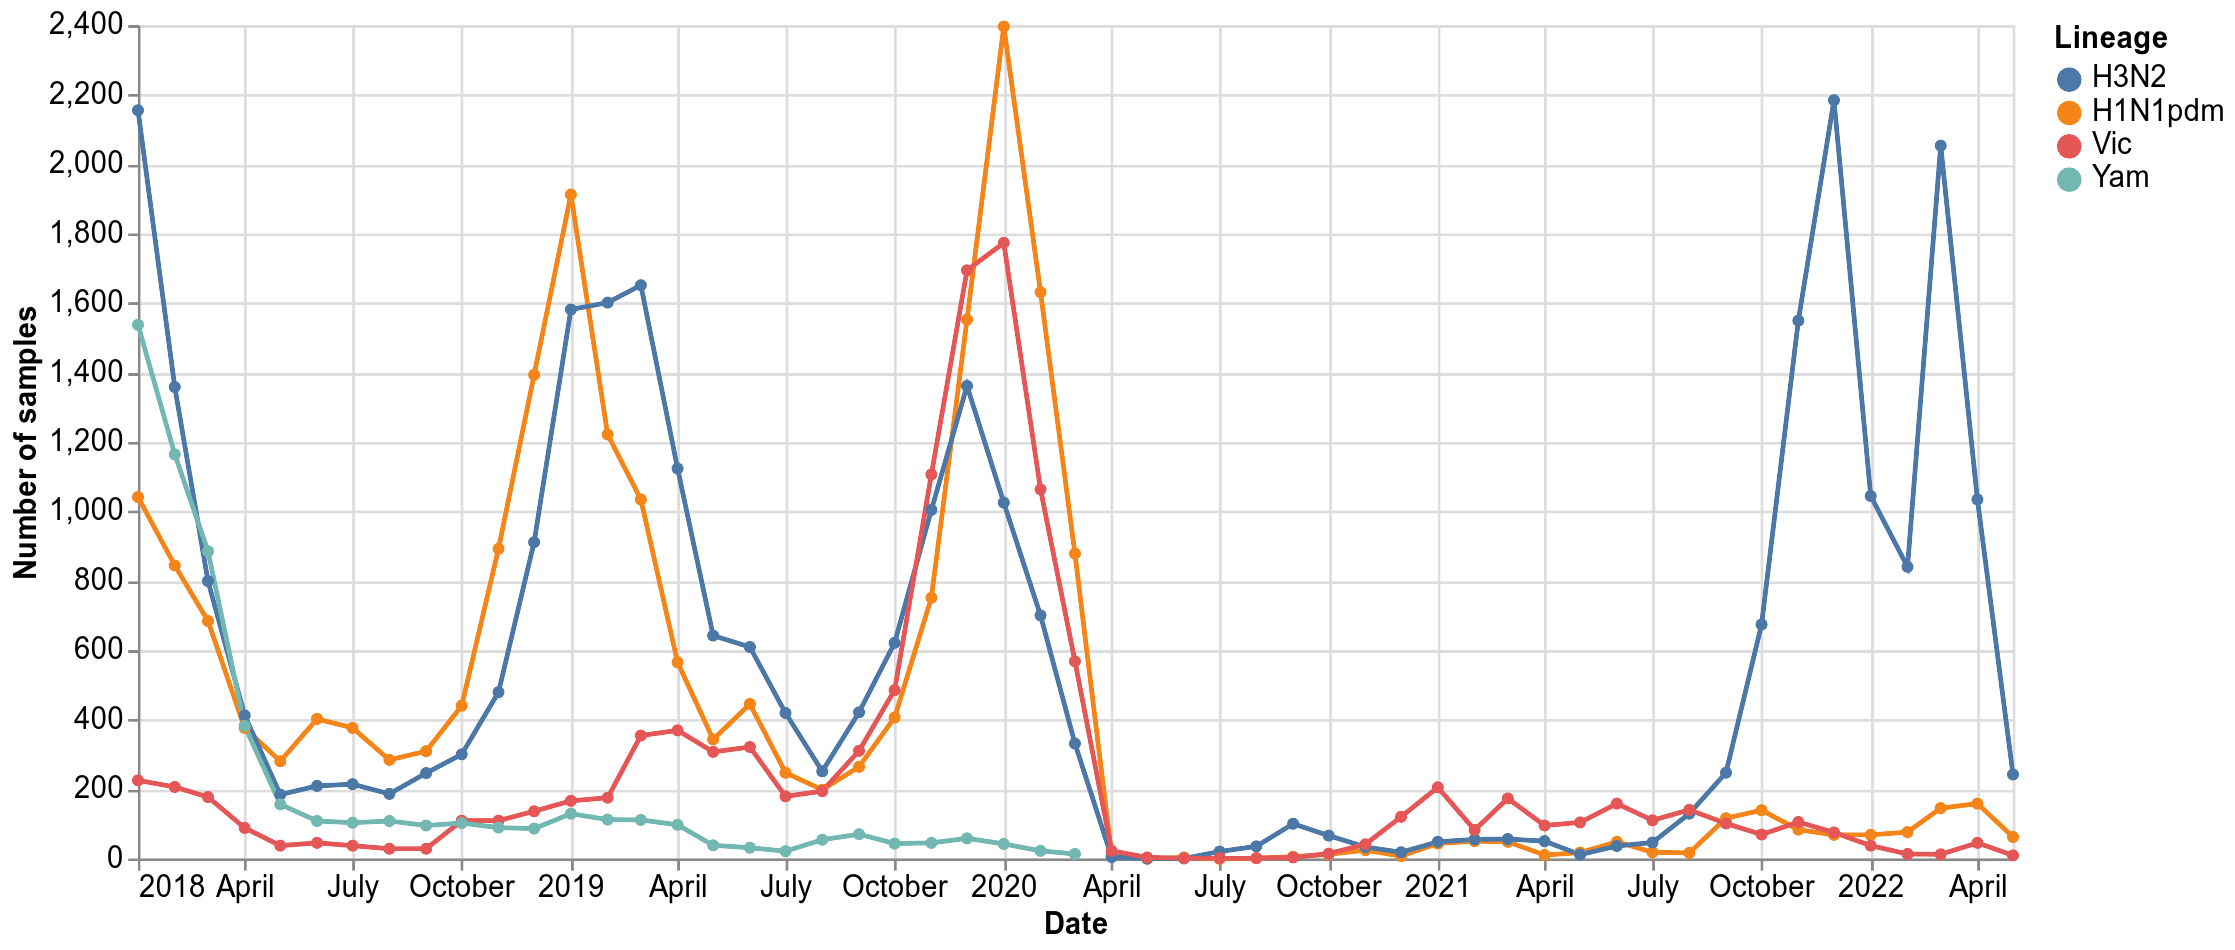 Number of samples
2,400
2,200
2,000
1,800
1,600
1,400
1,200
1,000
800
600
400
200
0
2018 April July October 2019 April July October 2020 April July October 2021 April July October 2022 April
Date
Lineage
H3N2
H1N1pdm
Vic
Yam